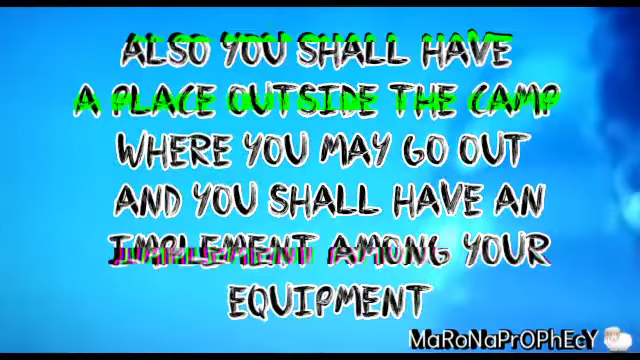 ALSO YOU SHALL HAVE
A PLACE OUTSIDE THE CAMP
WHERE YOU MAY GO OUT
AND YOU SHALL HAVE AN
IMPLEMENT AMONG YOUR
EQUIPMENT
MaRoNaPrOPhEcY